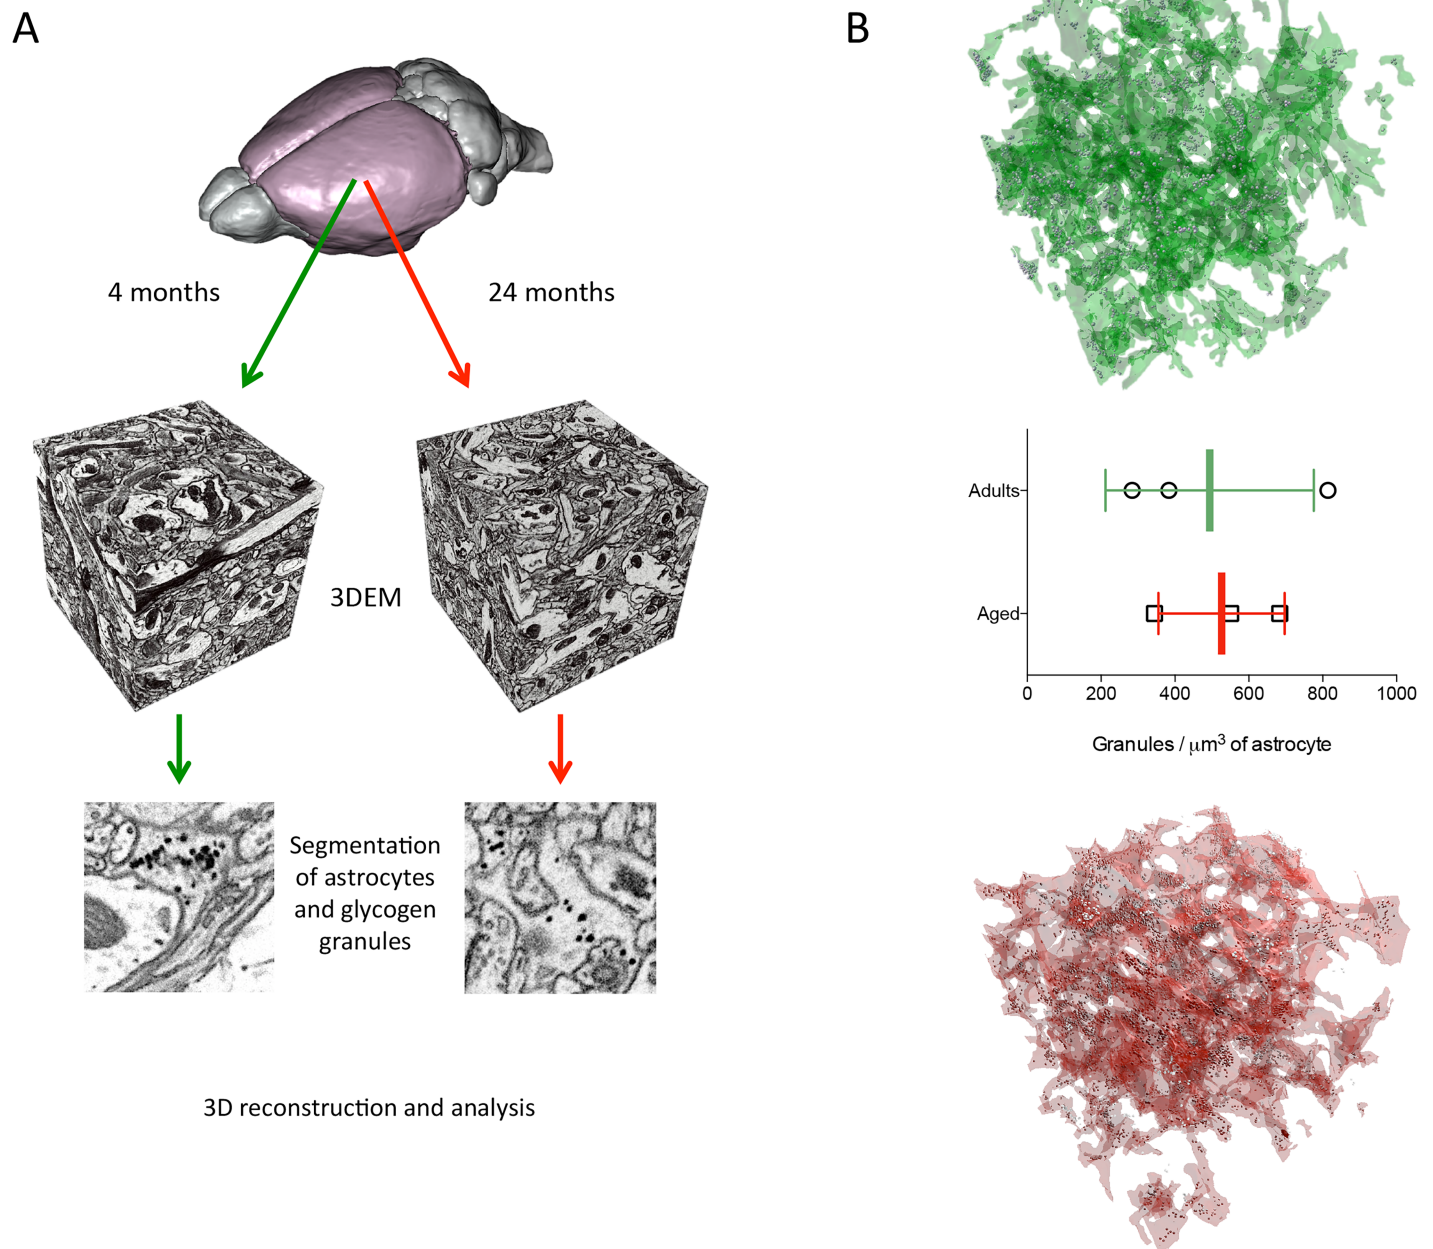 A
4 months
24 months
3DEM
Segmentation
of astrocytes
and glycogen
granules
3D reconstruction and analysis
B
Adults
Aged
0 200 400 600 800 1000
Granules / μm³ of astrocyte